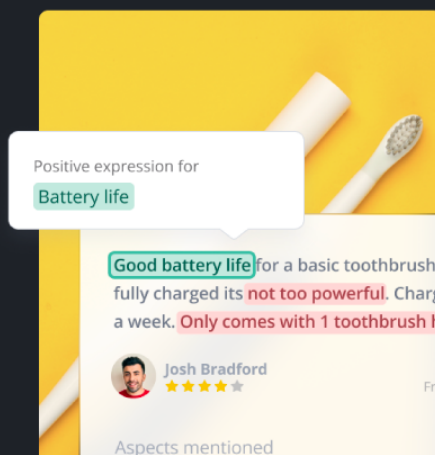 Positive expression for
Battery life
Good battery life for a basic toothbrush
fully charged its not too powerful. Charg
a week. Only comes with 1 toothbrush h
Josh Bradford
Fr
Aspects mentioned